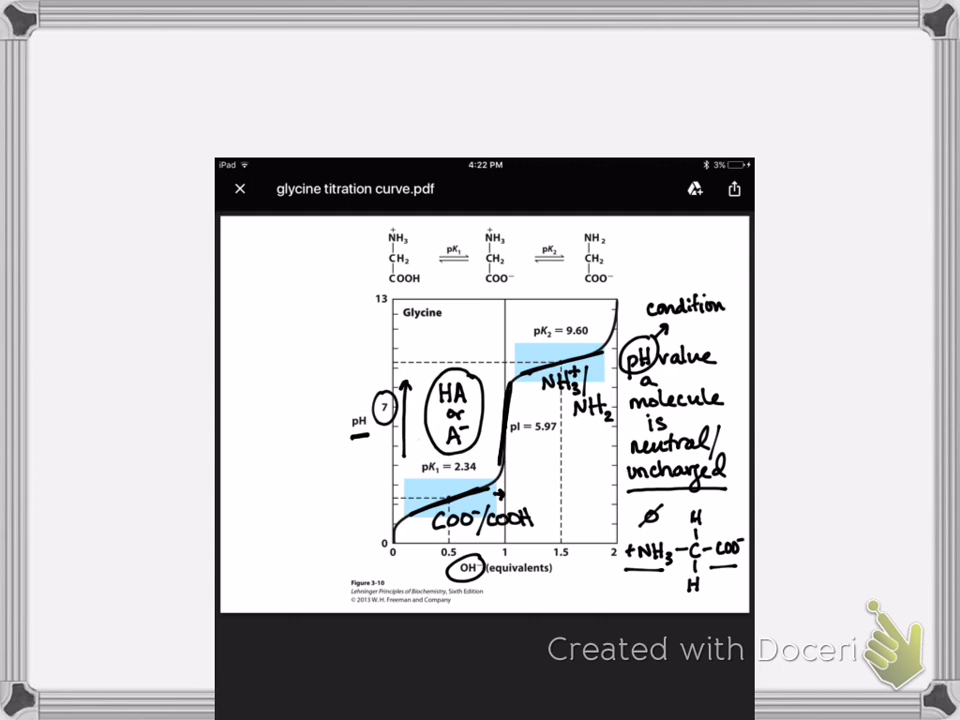 iPad 4:22 PM 3%
glycine titration curve.pdf
+ +
NH3 NH3 NH2
pK1 pK2
CH2 CH2 CH2
COOH COO− COO−
13
Glycine
pK2 = 9.60
condition
pH value
a
molecule
is
neutral/
uncharged
NH3+/
NH2
HA
or
A−
7
pH
pI = 5.97
pK1 = 2.34
COO−/COOH
0
0 0.5 1 1.5 2
OH− (equivalents)
∅ H
+NH3–C–COO−
H
Figure 3-10
Lehninger Principles of Biochemistry, Sixth Edition
© 2013 W. H. Freeman and Company
Created with Doceri